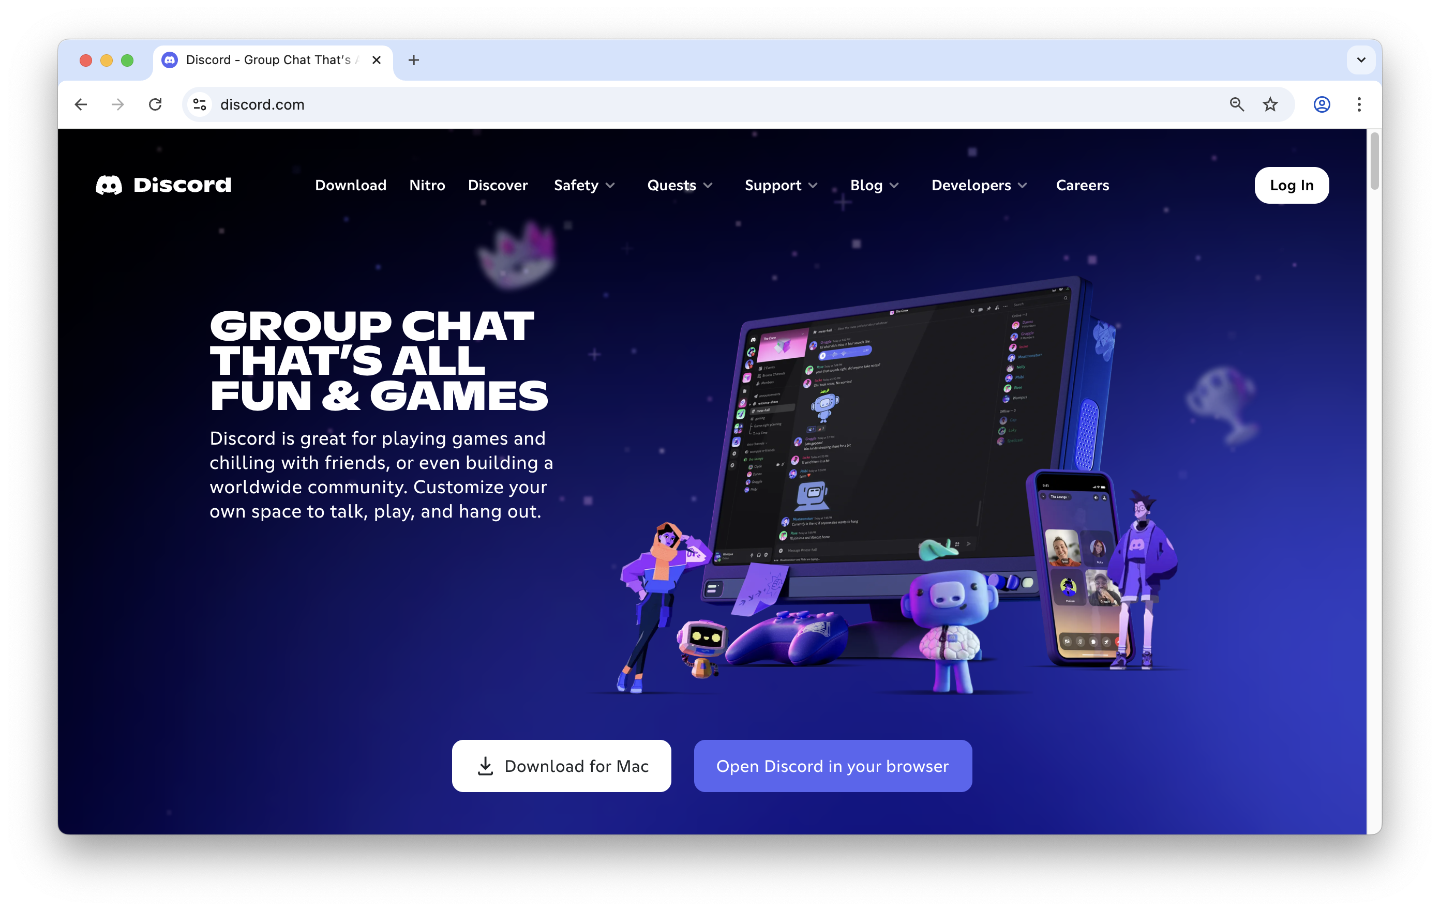 Discord - Group Chat That's
discord.com
Discord
Download
Nitro
Discover
Safety
Quests
Support
Blog
Developers
Careers
Log In
GROUP CHAT
THAT'S ALL
FUN & GAMES
Discord is great for playing games and
chilling with friends, or even building a
worldwide community. Customize your
own space to talk, play, and hang out.
Download for Mac
Open Discord in your browser